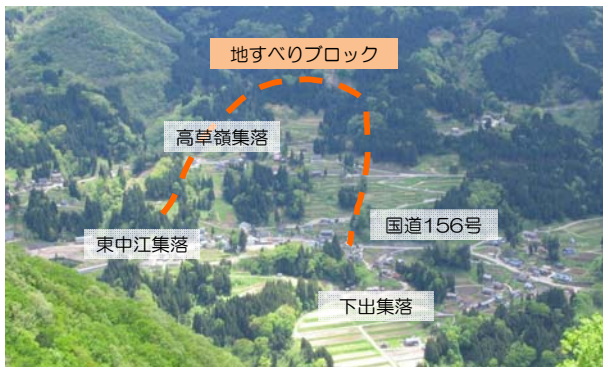 地すべりブロック
高草嶺集落
東中江集落
国道156号
下出集落